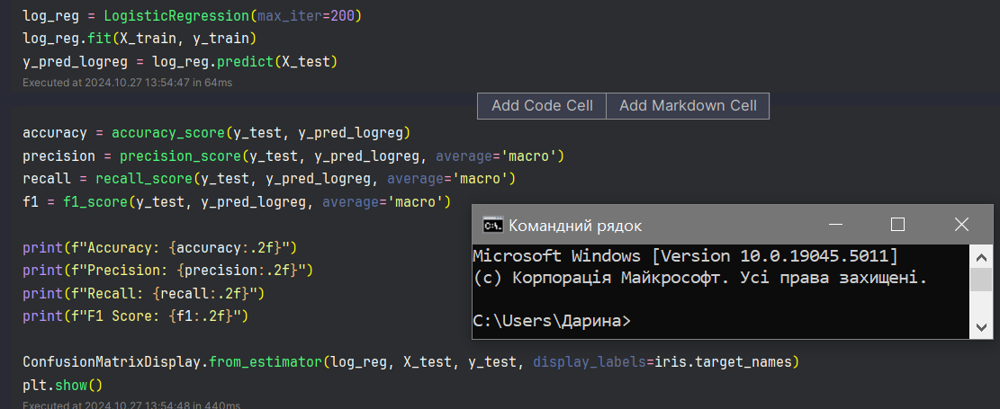 log_reg = LogisticRegression(max_iter=200)
log_reg.fit(X_train, y_train)
y_pred_logreg = log_reg.predict(X_test)
Executed at 2024.10.27 13:54:47 in 64ms
Add Code Cell
Add Markdown Cell
accuracy = accuracy_score(y_test, y_pred_logreg)
precision = precision_score(y_test, y_pred_logreg, average='macro')
recall = recall_score(y_test, y_pred_logreg, average='macro')
f1 = f1_score(y_test, y_pred_logreg, average='macro')
print(f"Accuracy: {accuracy:.2f}")
print(f"Precision: {precision:.2f}")
print(f"Recall: {recall:.2f}")
print(f"F1 Score: {f1:.2f}")
ConfusionMatrixDisplay.from_estimator(log_reg, X_test, y_test, display_labels=iris.target_names)
plt.show()
Executed at 2024.10.27 13:54:48 in 440ms
C:\.
Командний рядок
Microsoft Windows [Version 10.0.19045.5011]
(c) Корпорація Майкрософт. Усі права захищені.
C:\Users\Дарина>